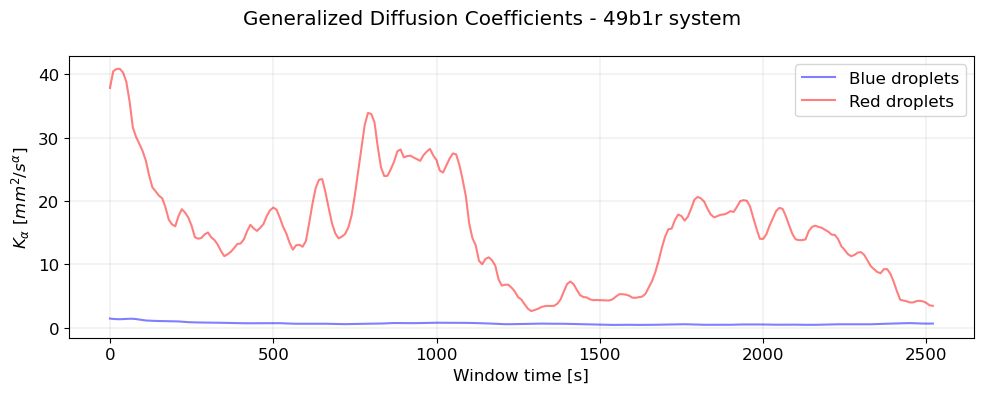 Generalized Diffusion Coefficients - 49b1r system
Blue droplets
Red droplets
40
30
20
10
0
K_α [mm²/s^α]
0 500 1000 1500 2000 2500
Window time [s]